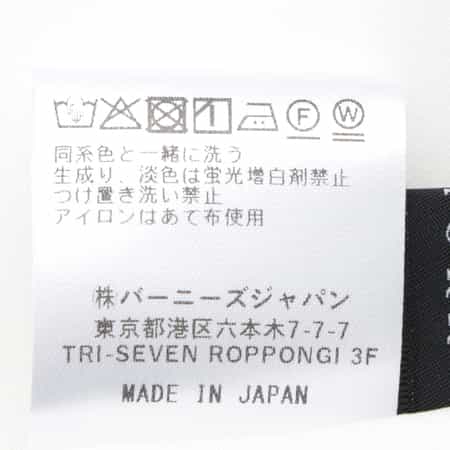 F W
同系色と一緒に洗う
生成り、淡色は蛍光増白剤禁止
つけ置き洗い禁止
アイロンはあて布使用
㈱バーニーズジャパン
東京都港区六本木7-7-7
TRI-SEVEN ROPPONGI 3F
MADE IN JAPAN